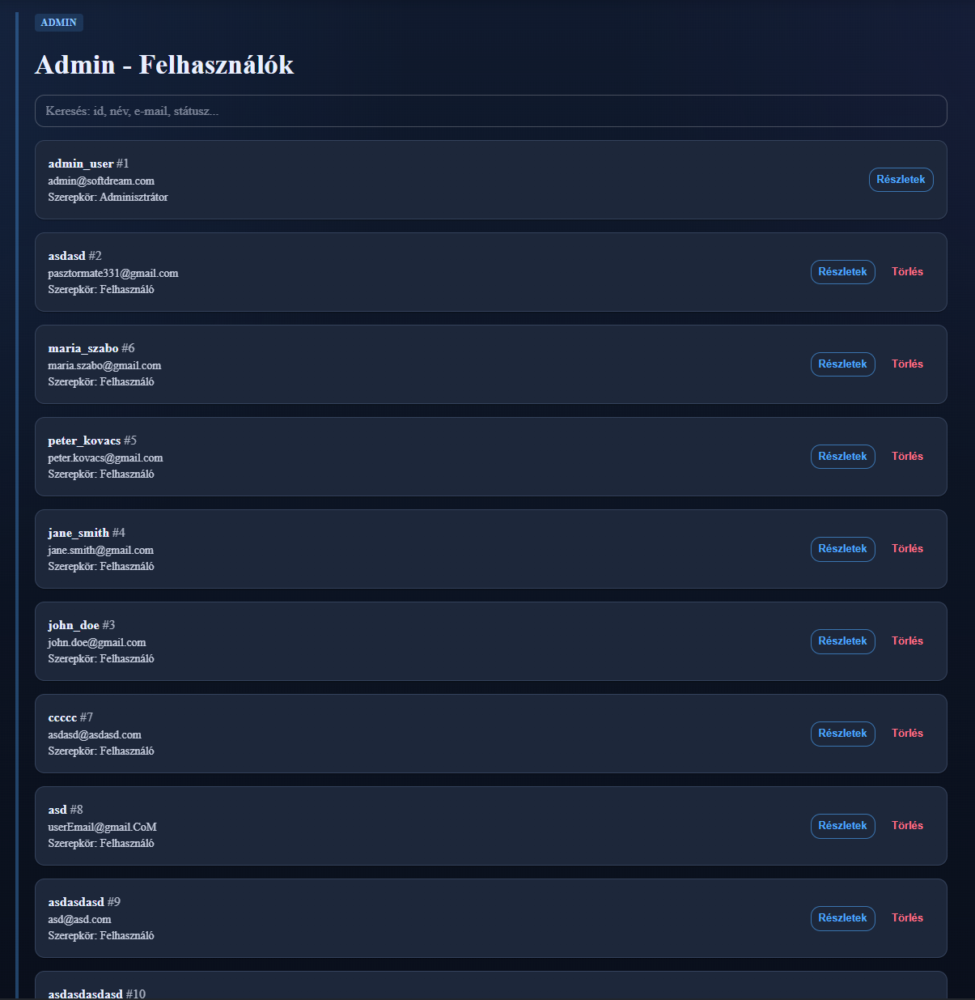 ADMIN
Admin - Felhasználók
Keresés: id, név, e-mail, státusz...
admin_user #1
admin@softdream.com
Szerepkör: Adminisztrátor
Részletek
asdasd #2
pasztormate331@gmail.com
Szerepkör: Felhasználó
Részletek Törlés
maria_szabo #6
maria.szabo@gmail.com
Szerepkör: Felhasználó
Részletek Törlés
peter_kovacs #5
peter.kovacs@gmail.com
Szerepkör: Felhasználó
Részletek Törlés
jane_smith #4
jane.smith@gmail.com
Szerepkör: Felhasználó
Részletek Törlés
john_doe #3
john.doe@gmail.com
Szerepkör: Felhasználó
Részletek Törlés
ccccc #7
asdasd@asdasd.com
Szerepkör: Felhasználó
Részletek Törlés
asd #8
userEmail@gmail.CoM
Szerepkör: Felhasználó
Részletek Törlés
asdasdasd #9
asd@asd.com
Szerepkör: Felhasználó
Részletek Törlés
asdasdasdasd #10